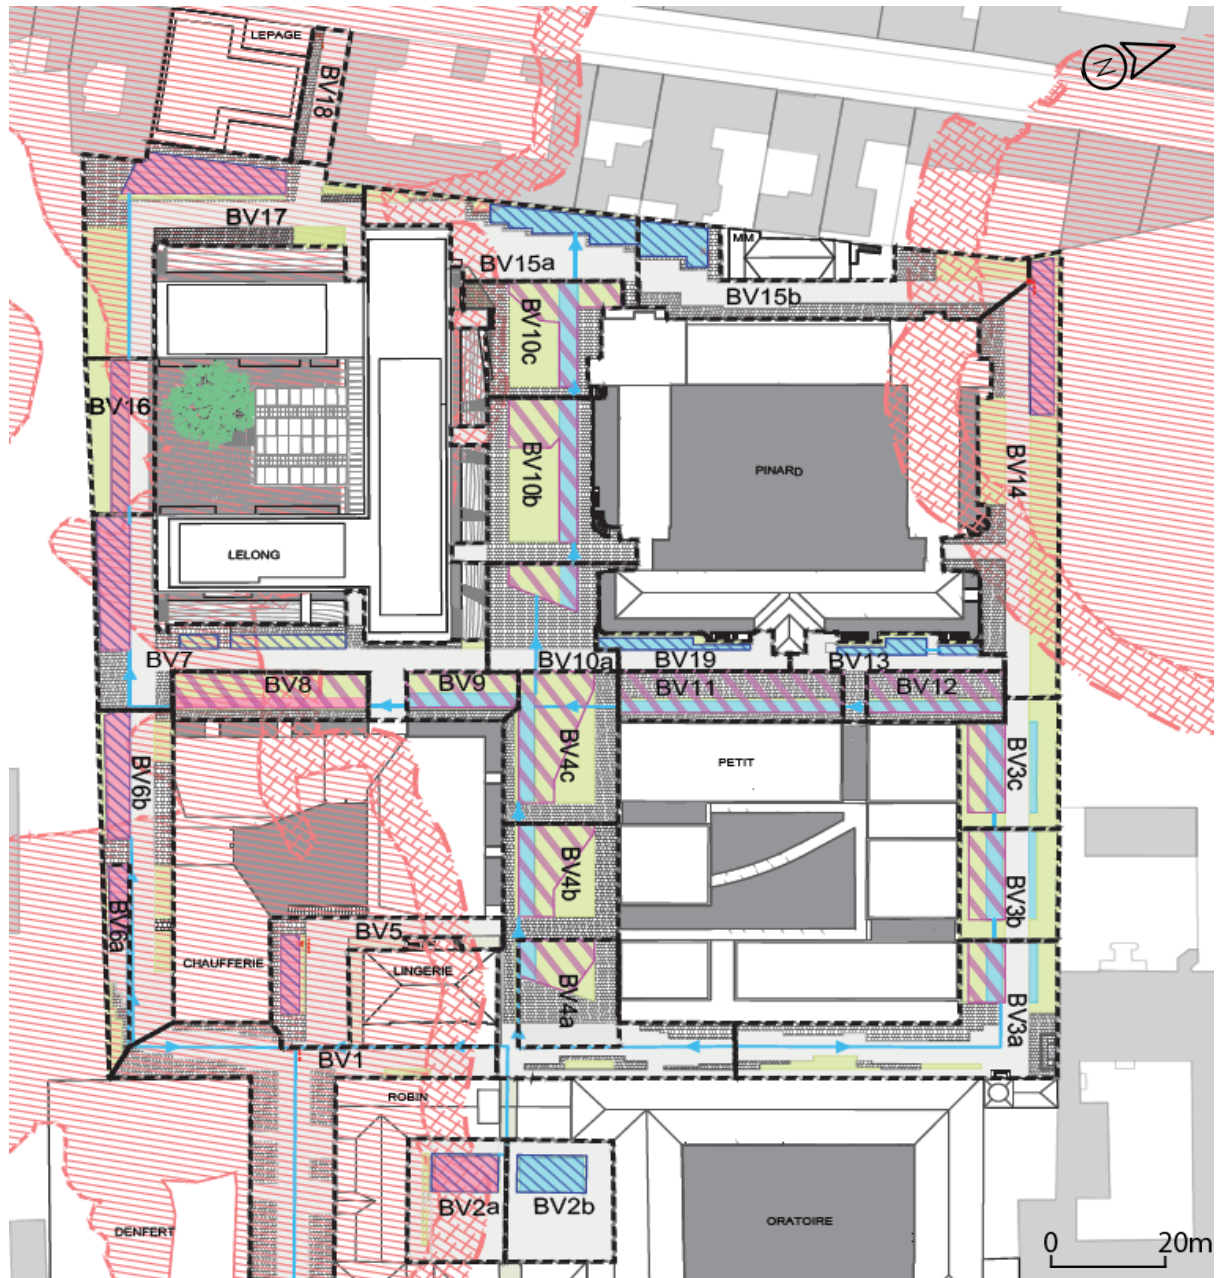 LEPAGE
BV18
N
BV17
MM
BV15a
BV15b
BV10c
BV16
BV10b
PINARD
BV14
LELONG
BV7
BV10a
BV19
BV13
BV8
BV9
BV11
BV12
BV4c
PETIT
BV3c
BV6b
BV4b
BV3b
BV6a
BV5
CHAUFFERIE
LINGERIE
BV4a
BV3a
BV1
ROBIN
BV2a
BV2b
DENFERT
ORATOIRE
0 20m